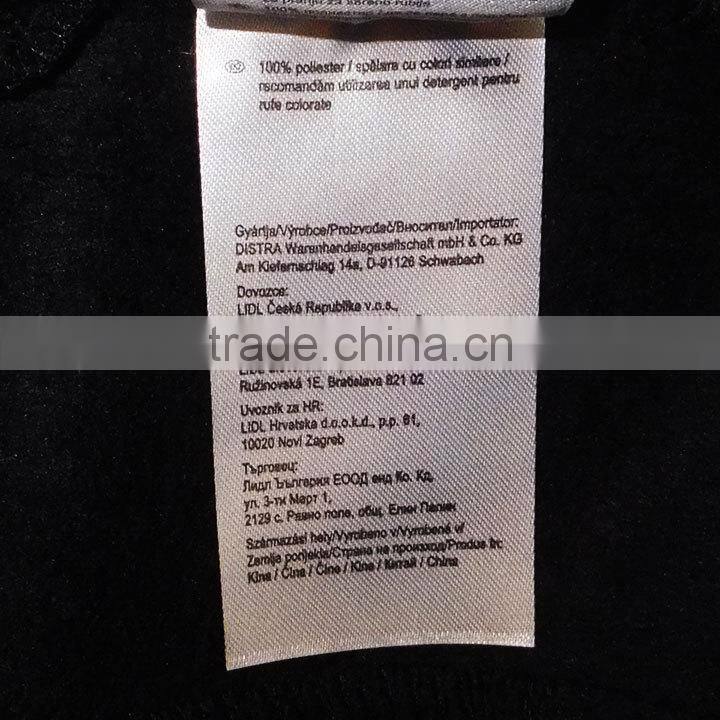 RO 100% poliester / spălare cu culori similare /
recomandăm utilizarea unui detergent pentru
rufe colorate
Gyártja/Výrobce/Proizvođač/Вносител/Importator:
DISTRA Warenhandelsgesellschaft mbH & Co. KG
Am Kiefernschlag 14a, D-91126 Schwabach
Dovozce:
LIDL Česká Republika v.o.s.,
trade.china.cn
Ružinovská 1E, Bratislava 821 02
Uvoznik za HR:
LIDL Hrvatska d.o.o.k.d., p.p. 61,
10020 Novi Zagreb
Търговец:
Лидл България ЕООД енд Ко. Кд,
ул. 3-ти Март 1,
2129 с. Равно поле, общ. Елин Пелин
Származási hely/Vyrobeno v/Vyrobené v/
Zemlja porijekla/Страна на произход/Produs în:
Kína / Čína / Čína / Kina / Китай / China